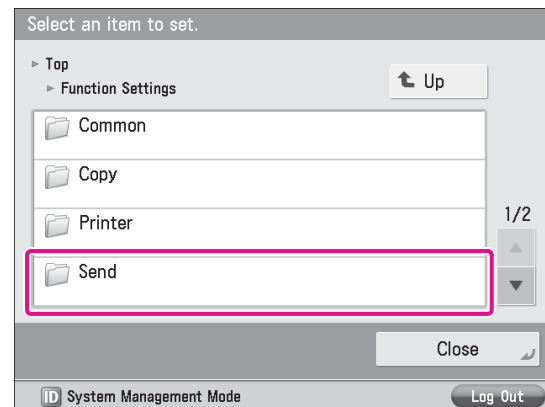 Select an item to set.
Top
Function Settings
Up
Common
Copy
Printer
Send
1/2
Close
ID System Management Mode
Log Out